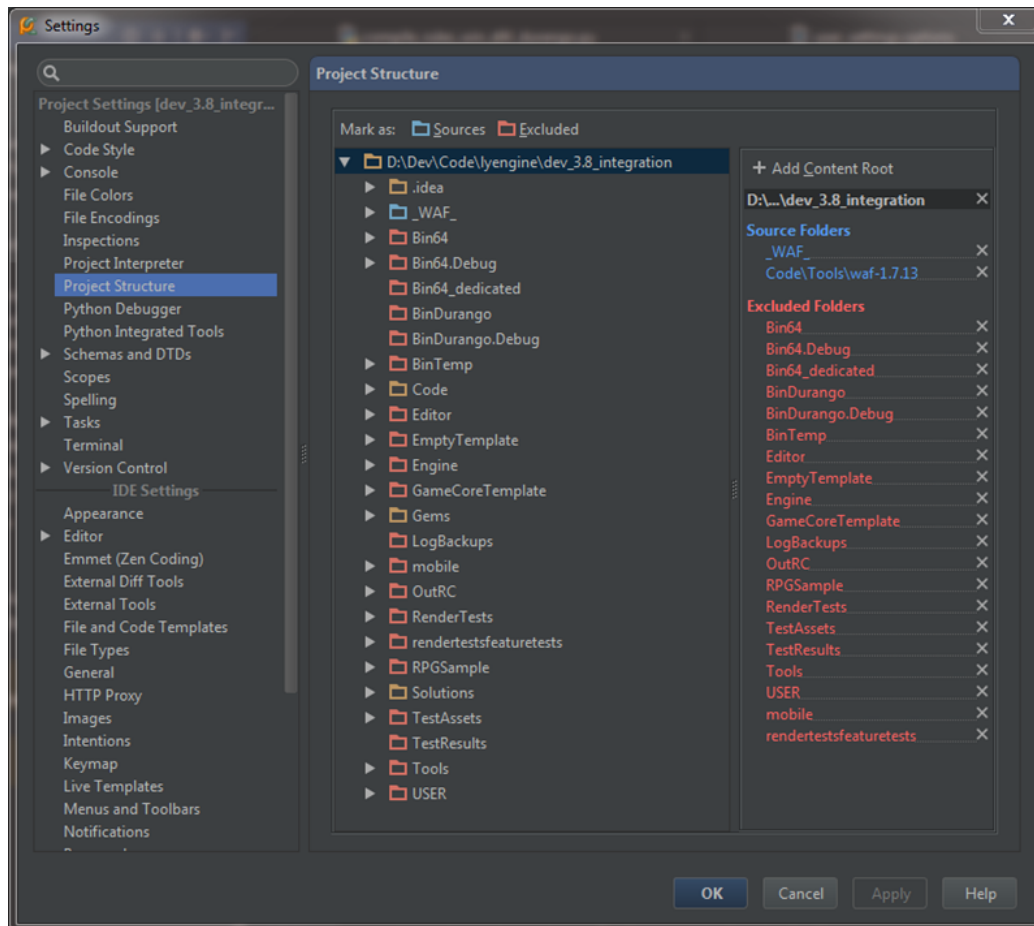 Settings
Project Settings [dev_3.8_integr...
Buildout Support
Code Style
Console
File Colors
File Encodings
Inspections
Project Interpreter
Project Structure
Python Debugger
Python Integrated Tools
Schemas and DTDs
Scopes
Spelling
Tasks
Terminal
Version Control
IDE Settings
Appearance
Editor
Emmet (Zen Coding)
External Diff Tools
External Tools
File and Code Templates
File Types
General
HTTP Proxy
Images
Intentions
Keymap
Live Templates
Menus and Toolbars
Notifications
Project Structure
Mark as: Sources Excluded
D:\Dev\Code\lyengine\dev_3.8_integration
.idea
_WAF_
Bin64
Bin64.Debug
Bin64_dedicated
BinDurango
BinDurango.Debug
BinTemp
Code
Editor
EmptyTemplate
Engine
GameCoreTemplate
Gems
LogBackups
mobile
OutRC
RenderTests
rendertestsfeaturetests
RPGSample
Solutions
TestAssets
TestResults
Tools
USER
+ Add Content Root
D:\...\dev_3.8_integration
Source Folders
_WAF_
Code\Tools\waf-1.7.13
Excluded Folders
Bin64
Bin64.Debug
Bin64_dedicated
BinDurango
BinDurango.Debug
BinTemp
Editor
EmptyTemplate
Engine
GameCoreTemplate
LogBackups
OutRC
RPGSample
RenderTests
TestAssets
TestResults
Tools
USER
mobile
rendertestsfeaturetests
OK Cancel Apply Help